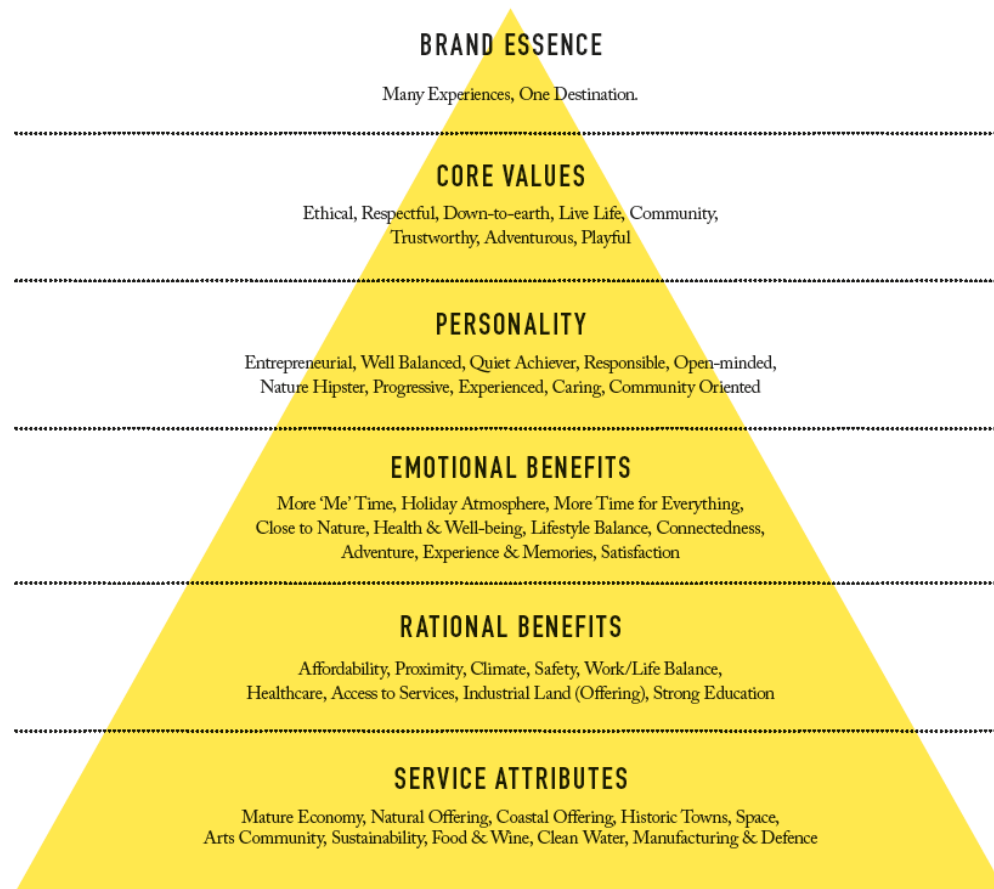 BRAND ESSENCE
Many Experiences, One Destination.
CORE VALUES
Ethical, Respectful, Down-to-earth, Live Life, Community,
Trustworthy, Adventurous, Playful
PERSONALITY
Entrepreneurial, Well Balanced, Quiet Achiever, Responsible, Open-minded,
Nature Hipster, Progressive, Experienced, Caring, Community Oriented
EMOTIONAL BENEFITS
More ‘Me’ Time, Holiday Atmosphere, More Time for Everything,
Close to Nature, Health & Well-being, Lifestyle Balance, Connectedness,
Adventure, Experience & Memories, Satisfaction
RATIONAL BENEFITS
Affordability, Proximity, Climate, Safety, Work/Life Balance,
Healthcare, Access to Services, Industrial Land (Offering), Strong Education
SERVICE ATTRIBUTES
Mature Economy, Natural Offering, Coastal Offering, Historic Towns, Space,
Arts Community, Sustainability, Food & Wine, Clean Water, Manufacturing & Defence